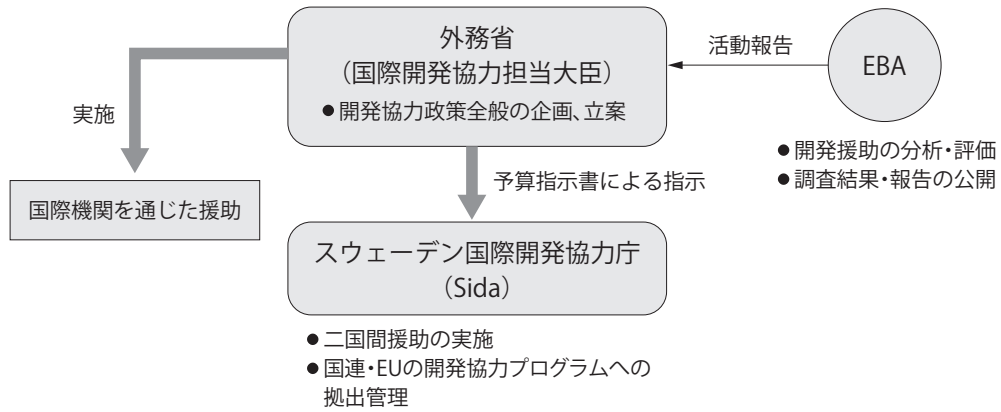 外務省
（国際開発協力担当大臣）
●開発協力政策全般の企画、立案
活動報告
EBA
●開発援助の分析・評価
●調査結果・報告の公開
実施
国際機関を通じた援助
予算指示書による指示
スウェーデン国際開発協力庁
（Sida）
●二国間援助の実施
●国連・EUの開発協力プログラムへの
拠出管理